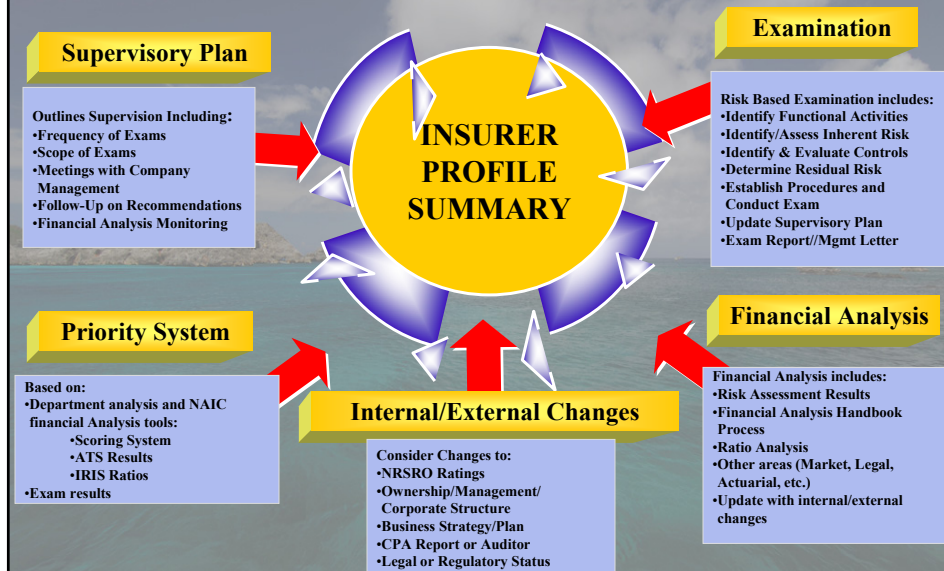 Supervisory Plan
Outlines Supervision Including:
•Frequency of Exams
•Scope of Exams
•Meetings with Company
Management
•Follow-Up on Recommendations
•Financial Analysis Monitoring
INSURER
PROFILE
SUMMARY
Examination
Risk Based Examination includes:
•Identify Functional Activities
•Identify/Assess Inherent Risk
•Identify & Evaluate Controls
•Determine Residual Risk
•Establish Procedures and
Conduct Exam
•Update Supervisory Plan
•Exam Report//Mgmt Letter
Priority System
Based on:
•Department analysis and NAIC
financial Analysis tools:
•Scoring System
•ATS Results
•IRIS Ratios
•Exam results
Internal/External Changes
Consider Changes to:
•NRSRO Ratings
•Ownership/Management/
Corporate Structure
•Business Strategy/Plan
•CPA Report or Auditor
•Legal or Regulatory Status
Financial Analysis
Financial Analysis includes:
•Risk Assessment Results
•Financial Analysis Handbook
Process
•Ratio Analysis
•Other areas (Market, Legal,
Actuarial, etc.)
•Update with internal/external
changes